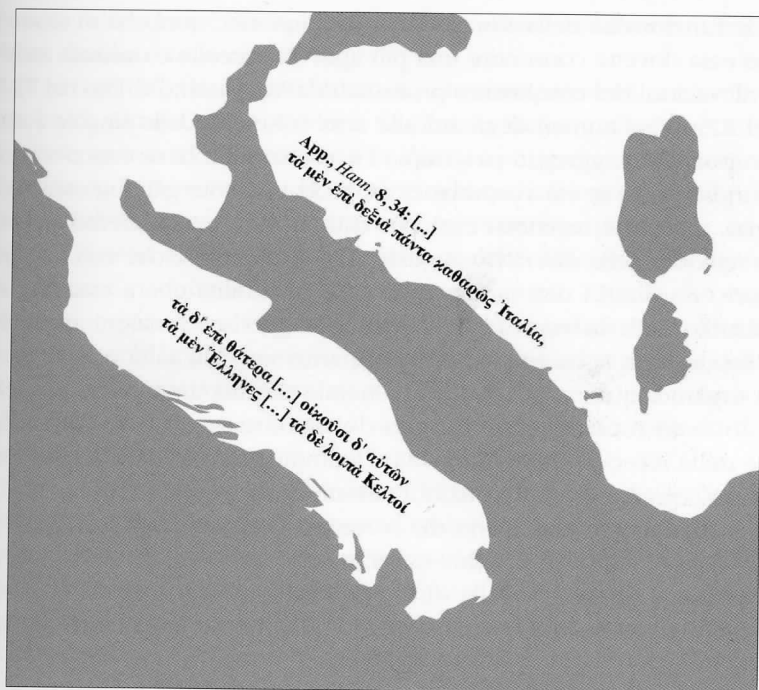 App., Hann. 8, 34: [...]
τὰ μὲν ἐπὶ δεξιὰ πάντα καθαρῶς Ἰταλία,
τὰ δ' ἐπὶ θάτερα [...] οἰκοῦσι δ' αὐτῶν
τὰ μὲν Ἕλληνες [...] τὰ δὲ λοιπὰ Κελτοί